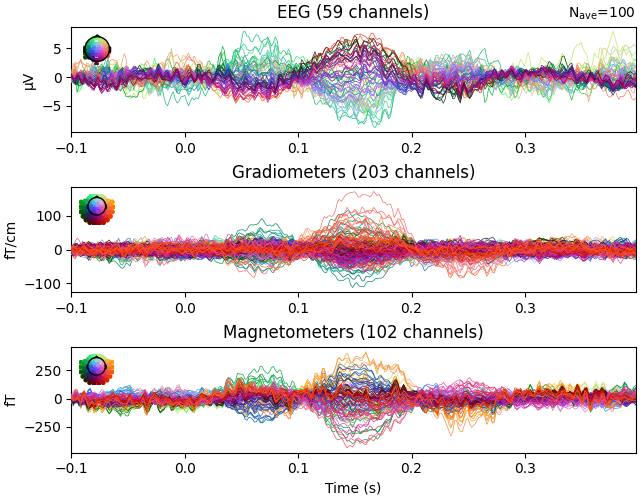 EEG (59 channels)
Nave=100
µV
5
0
−5
−0.1 0.0 0.1 0.2 0.3
Gradiometers (203 channels)
fT/cm
100
0
−100
−0.1 0.0 0.1 0.2 0.3
Magnetometers (102 channels)
fT
250
0
−250
−0.1 0.0 0.1 0.2 0.3
Time (s)